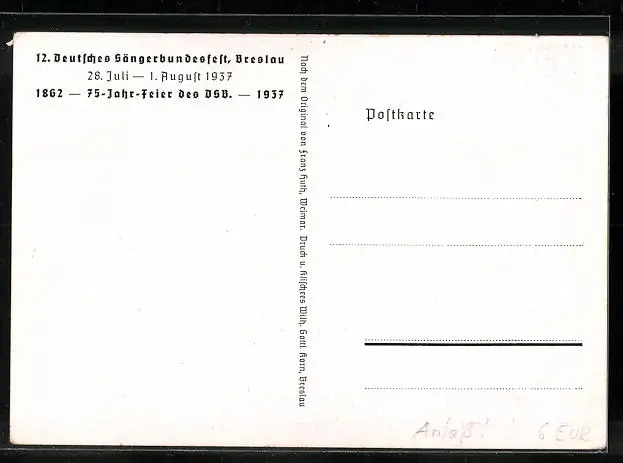 12. Deutſches Sängerbundesfeſt, Breslau
28. Juli — 1. Auguſt 1937
1862 — 75-Jahr-Feier des DSB. — 1937
Nach dem Original von Franz Huth, Weimar. Druck u. Kliſchees Wilh. Gottl. Korn, Breslau
Poſtkarte
Anlaß! 6 EUR